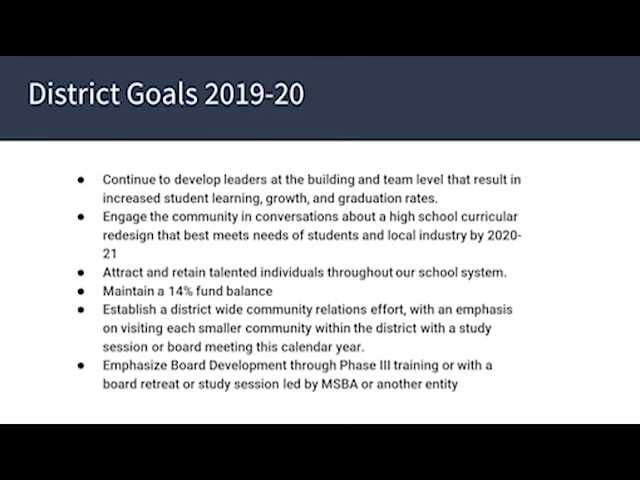 District Goals 2019-20
● Continue to develop leaders at the building and team level that result in
increased student learning, growth, and graduation rates.
● Engage the community in conversations about a high school curricular
redesign that best meets needs of students and local industry by 2020-
21
● Attract and retain talented individuals throughout our school system.
● Maintain a 14% fund balance
● Establish a district wide community relations effort, with an emphasis
on visiting each smaller community within the district with a study
session or board meeting this calendar year.
● Emphasize Board Development through Phase III training or with a
board retreat or study session led by MSBA or another entity